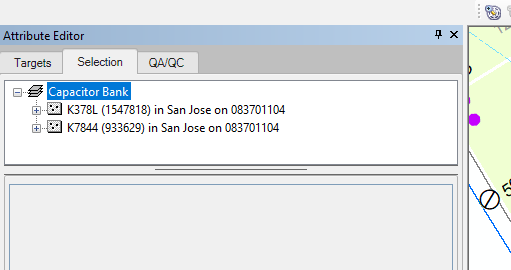 Attribute Editor
Targets Selection QA/QC
Capacitor Bank
K378L (1547818) in San Jose on 083701104
K7844 (933629) in San Jose on 083701104